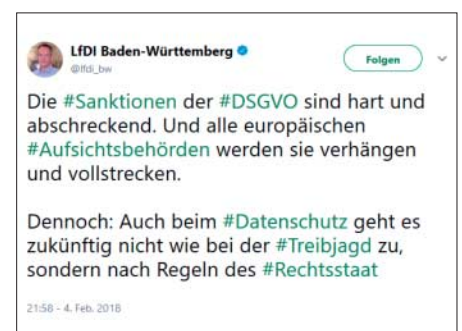 LfDI Baden-Württemberg
@lfdi_bw
Folgen
Die #Sanktionen der #DSGVO sind hart und
abschreckend. Und alle europäischen
#Aufsichtsbehörden werden sie verhängen
und vollstrecken.
Dennoch: Auch beim #Datenschutz geht es
zukünftig nicht wie bei der #Treibjagd zu,
sondern nach Regeln des #Rechtsstaat
21:58 - 4. Feb. 2018